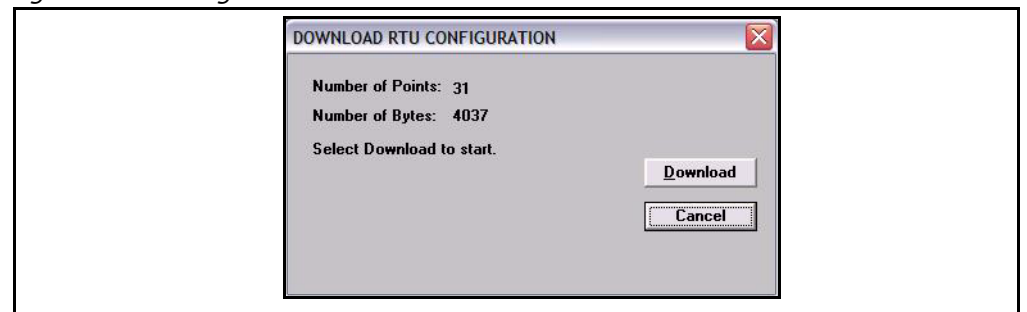 DOWNLOAD RTU CONFIGURATION
Number of Points: 31
Number of Bytes: 4037
Select Download to start.
Download
Cancel